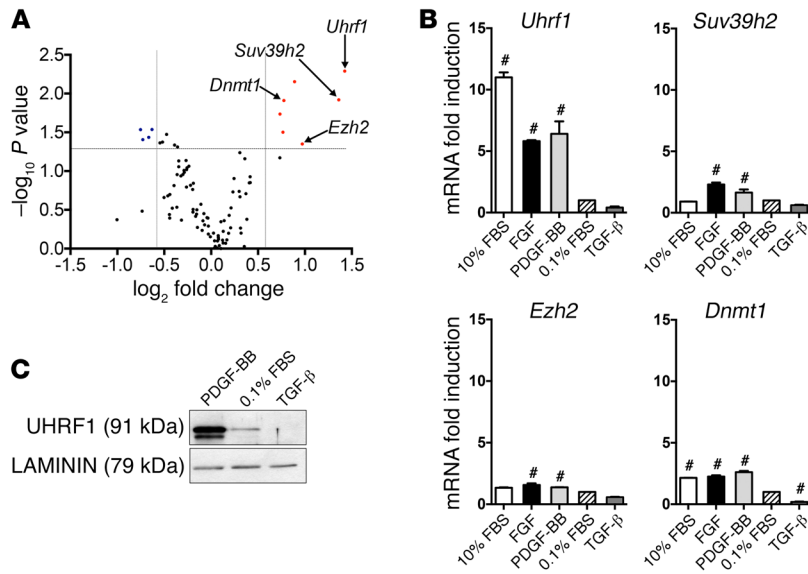 A
Uhrf1
Suv39h2
Dnmt1
Ezh2
–log10 P value
2.5
2.0
1.5
1.0
0.5
0.0
-1.5 -1.0 -0.5 0.0 0.5 1.0 1.5
log2 fold change
B
Uhrf1
mRNA fold induction
15
10
5
0
# # #
10% FBS FGF PDGF-BB 0.1% FBS TGF-β
Suv39h2
15
10
5
0
# #
10% FBS FGF PDGF-BB 0.1% FBS TGF-β
Ezh2
mRNA fold induction
15
10
5
0
# #
10% FBS FGF PDGF-BB 0.1% FBS TGF-β
Dnmt1
15
10
5
0
# # # #
10% FBS FGF PDGF-BB 0.1% FBS TGF-β
C
PDGF-BB 0.1% FBS TGF-β
UHRF1 (91 kDa)
LAMININ (79 kDa)